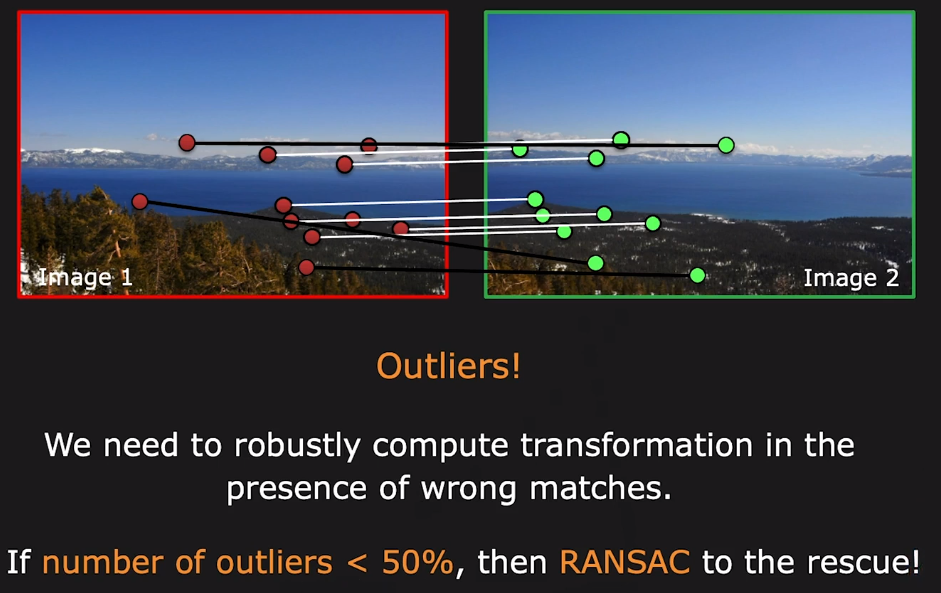 Image 1
Image 2
Outliers!
We need to robustly compute transformation in the
presence of wrong matches.
If number of outliers < 50%, then RANSAC to the rescue!